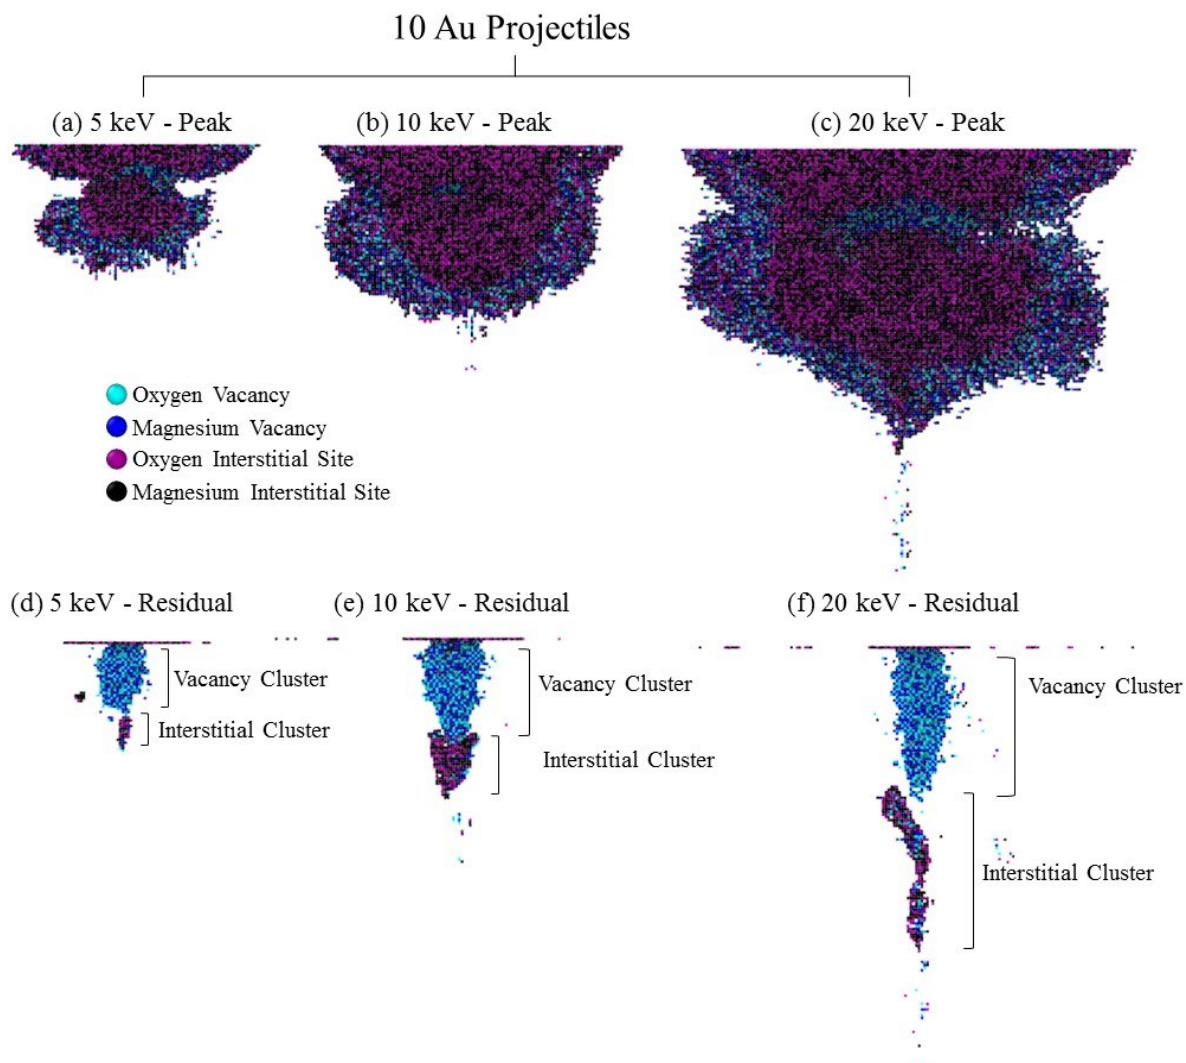 10 Au Projectiles
(a) 5 keV - Peak
(b) 10 keV - Peak
(c) 20 keV - Peak
Oxygen Vacancy
Magnesium Vacancy
Oxygen Interstitial Site
Magnesium Interstitial Site
(d) 5 keV - Residual
(e) 10 keV - Residual
(f) 20 keV - Residual
Vacancy Cluster
Interstitial Cluster
Vacancy Cluster
Interstitial Cluster
Vacancy Cluster
Interstitial Cluster